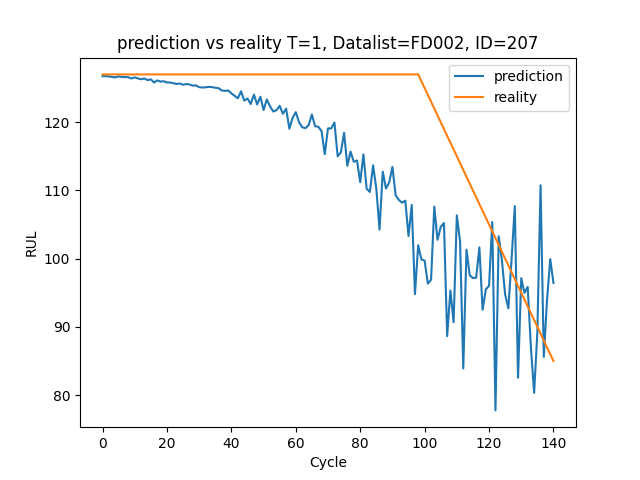 prediction vs reality T=1, Datalist=FD002, ID=207
prediction
reality
120
110
100
90
80
RUL
0 20 40 60 80 100 120 140
Cycle